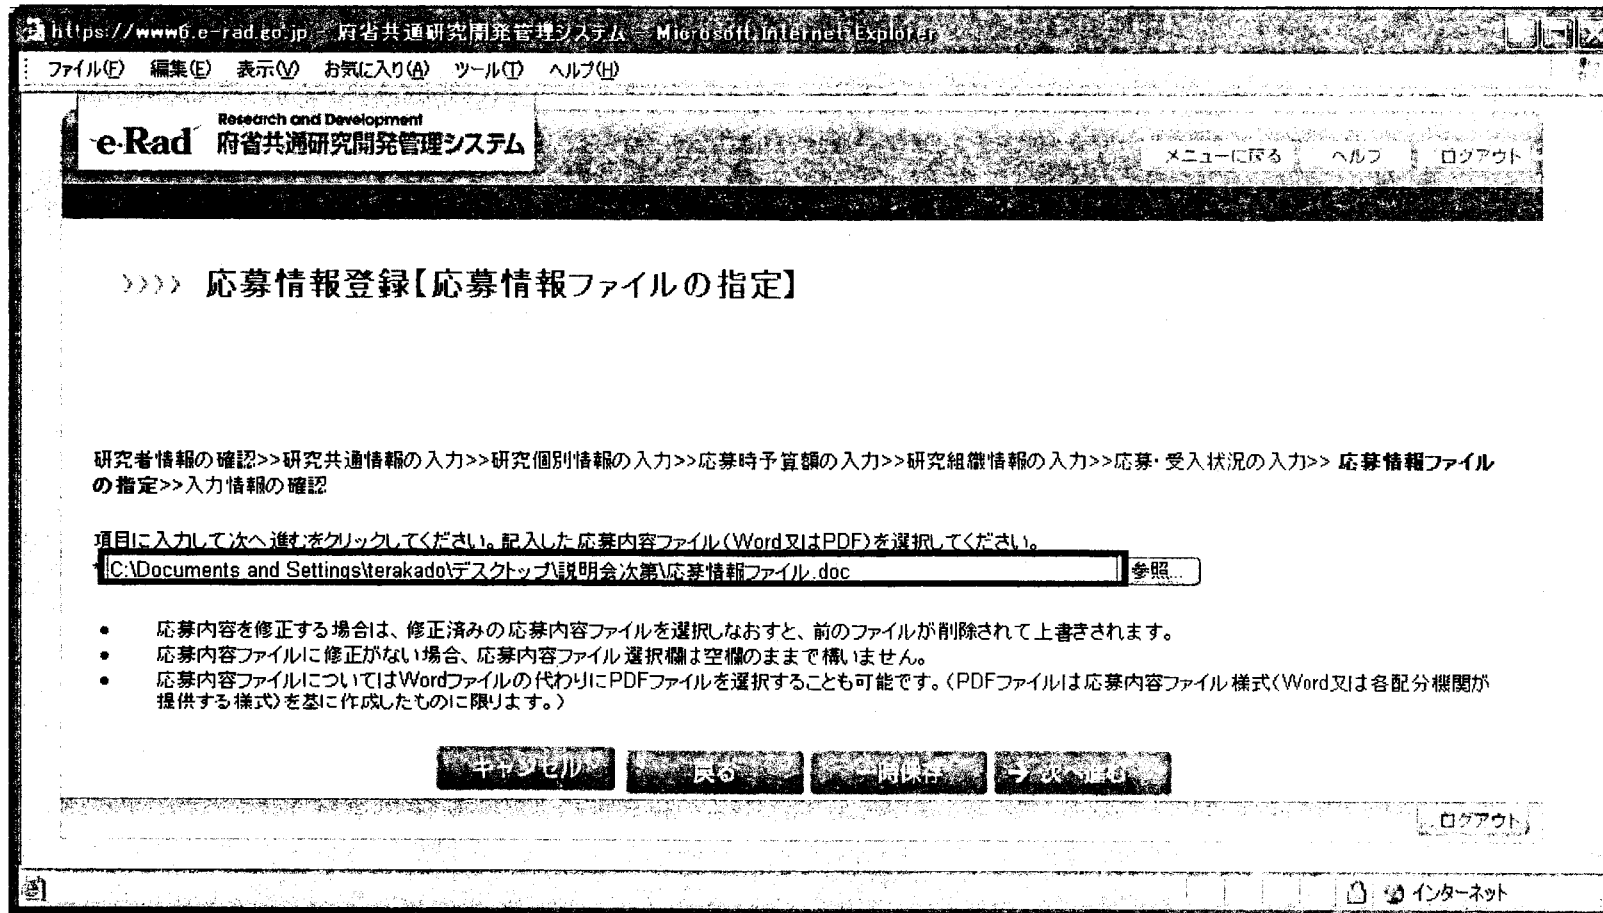 https://www6.e-rad.go.jp - 府省共通研究開発管理システム - Microsoft Internet Explorer
ファイル(F) 編集(E) 表示(V) お気に入り(A) ツール(T) ヘルプ(H)
Research and Development
e-Rad 府省共通研究開発管理システム
メニューに戻る ヘルプ ログアウト
>>>> 応募情報登録【応募情報ファイルの指定】
研究者情報の確認>>研究共通情報の入力>>研究個別情報の入力>>応募時予算額の入力>>研究組織情報の入力>>応募・受入状況の入力>> 応募情報ファイル
の指定>>入力情報の確認
項目に入力して次へ進むをクリックしてください。記入した応募内容ファイル(Word又はPDF)を選択してください。
* C:\Documents and Settings\terakado\デスクトップ\説明会次第\応募情報ファイル.doc 参照...
• 応募内容を修正する場合は、修正済みの応募内容ファイルを選択しなおすと、前のファイルが削除されて上書きされます。
• 応募内容ファイルに修正がない場合、応募内容ファイル選択欄は空欄のままで構いません。
• 応募内容ファイルについてはWordファイルの代わりにPDFファイルを選択することも可能です。(PDFファイルは応募内容ファイル様式(Word又は各配分機関が
提供する様式)を基に作成したものに限ります。)
キャンセル 戻る 一時保存 → 次へ進む
ログアウト
インターネット